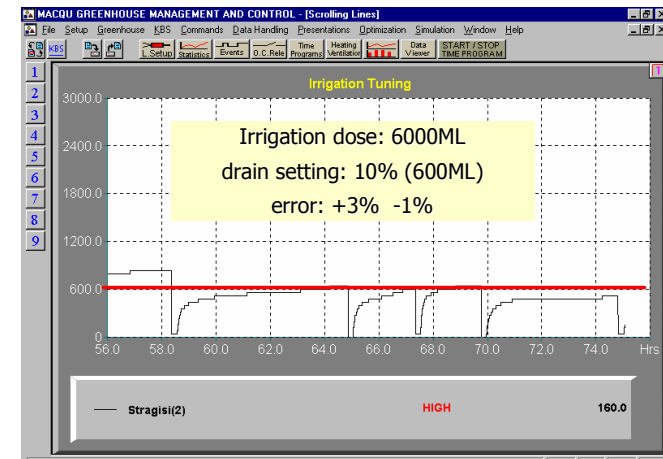 MACQU GREENHOUSE MANAGEMENT AND CONTROL - [Scrolling Lines]
File Setup Greenhouse KBS Commands Data Handling Presentations Optimization Simulation Window Help
KBS L.Setup Statistics Events O.C.Rele Time Programs Heating Ventilation Data Viewer START / STOP TIME PROGRAM
1
2
3
4
5
6
7
8
9
1
Irrigation Tuning
3000.0
2400.0
1800.0
1200.0
600.0
0
Irrigation dose: 6000ML
drain setting: 10% (600ML)
error: +3% -1%
56.0 58.0 60.0 62.0 64.0 66.0 68.0 70.0 72.0 74.0 Hrs
Stragisi(2) HIGH 160.0